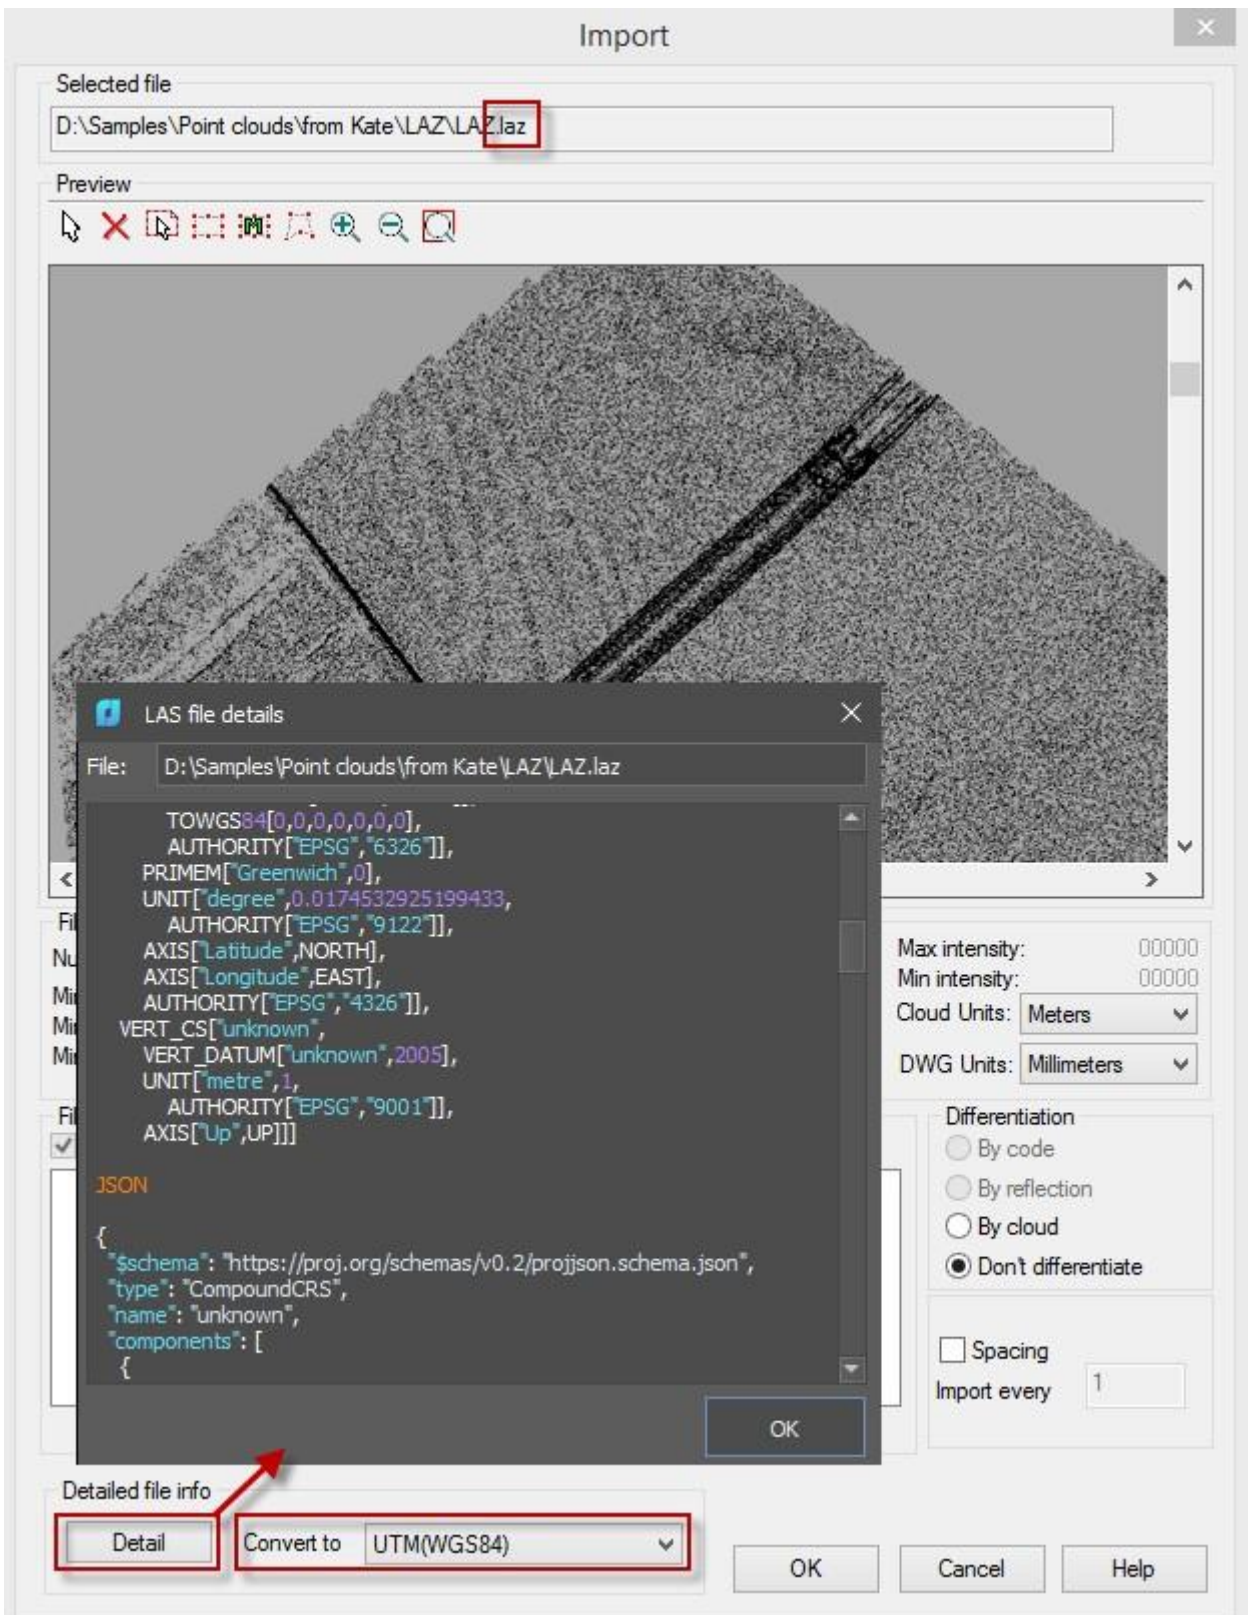 Import
Selected file
D:\Samples\Point clouds\from Kate\LAZ\LAZ.laz
Preview
LAS file details
File: D:\Samples\Point clouds\from Kate\LAZ\LAZ.laz
TOWGS84[0,0,0,0,0,0,0],
AUTHORITY["EPSG","6326"]],
PRIMEM["Greenwich",0],
UNIT["degree",0.0174532925199433,
AUTHORITY["EPSG","9122"]],
AXIS["Latitude",NORTH],
AXIS["Longitude",EAST],
AUTHORITY["EPSG","4326"]],
VERT_CS["unknown",
VERT_DATUM["unknown",2005],
UNIT["metre",1,
AUTHORITY["EPSG","9001"]],
AXIS["Up",UP]]]
JSON
{
"$schema": "https://proj.org/schemas/v0.2/projjson.schema.json",
"type": "CompoundCRS",
"name": "unknown",
"components": [
{
OK
Max intensity: 00000
Min intensity: 00000
Cloud Units: Meters
DWG Units: Millimeters
Differentiation
By code
By reflection
By cloud
Don't differentiate
Spacing
Import every 1
Detailed file info
Detail
Convert to UTM(WGS84)
OK
Cancel
Help